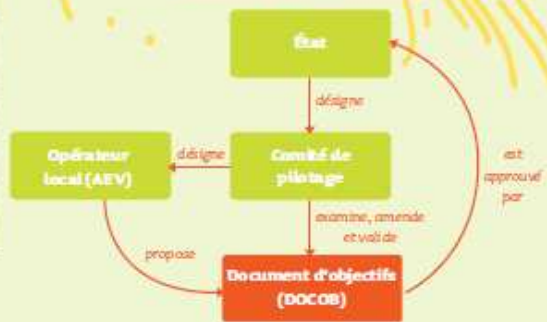 État
désigne
Opérateur
local (AEV)
désigne
Comité de
pilotage
est
approuvé
par
examine, amende
et valide
propose
Document d'objectifs
(DOCOB)